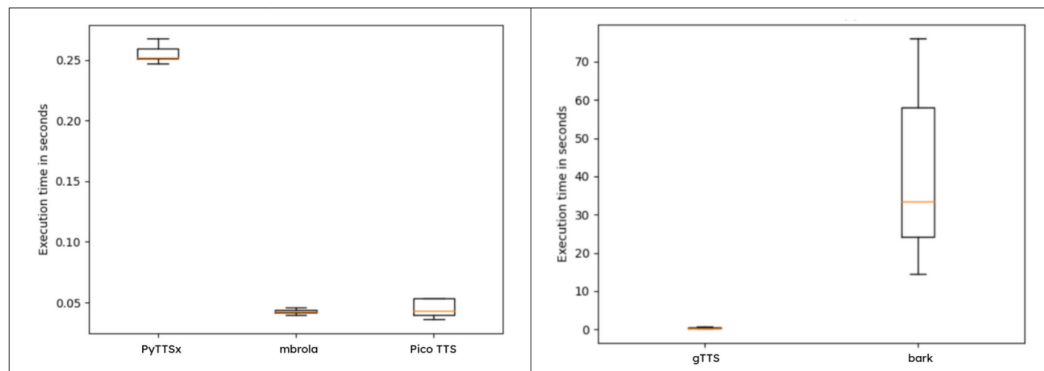 Execution time in seconds
0.25
0.20
0.15
0.10
0.05
PyTTSx
mbrola
Pico TTS
Execution time in seconds
70
60
50
40
30
20
10
0
gTTS
bark